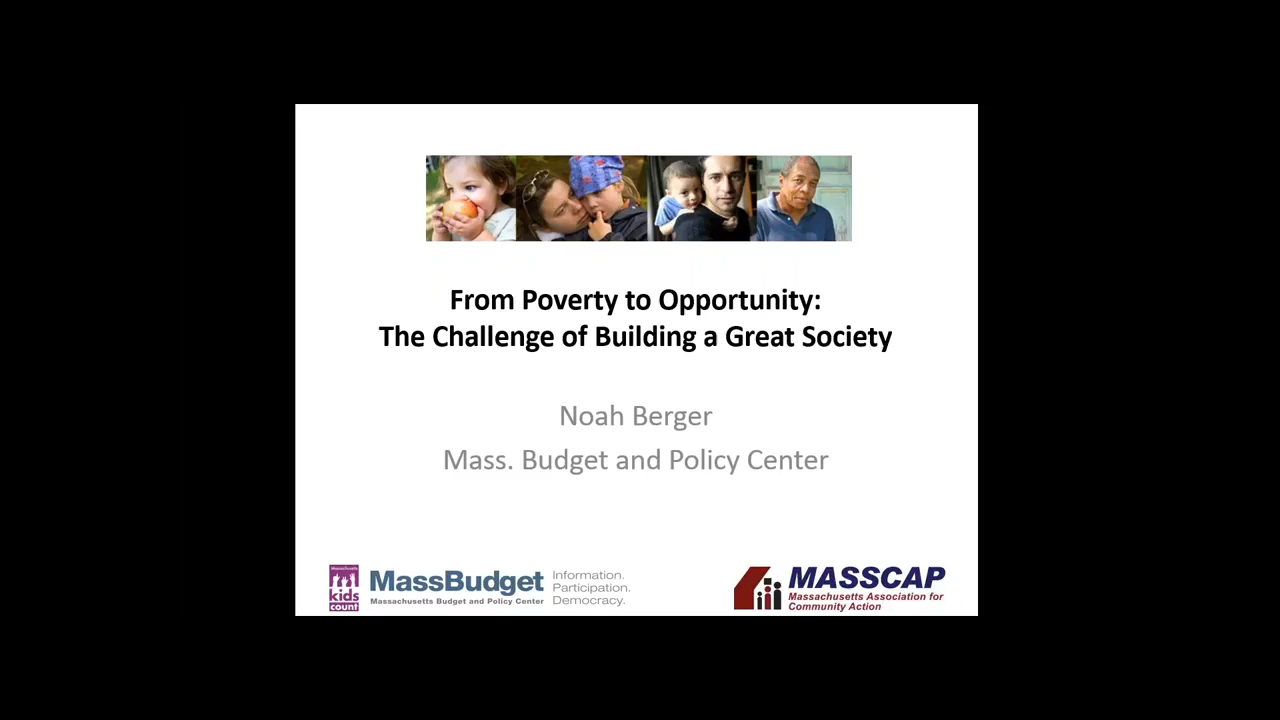 From Poverty to Opportunity:
The Challenge of Building a Great Society
Noah Berger
Mass. Budget and Policy Center
Massachusetts
kids
count
MassBudget
Massachusetts Budget and Policy Center
Information.
Participation.
Democracy.
MASSCAP
Massachusetts Association for
Community Action